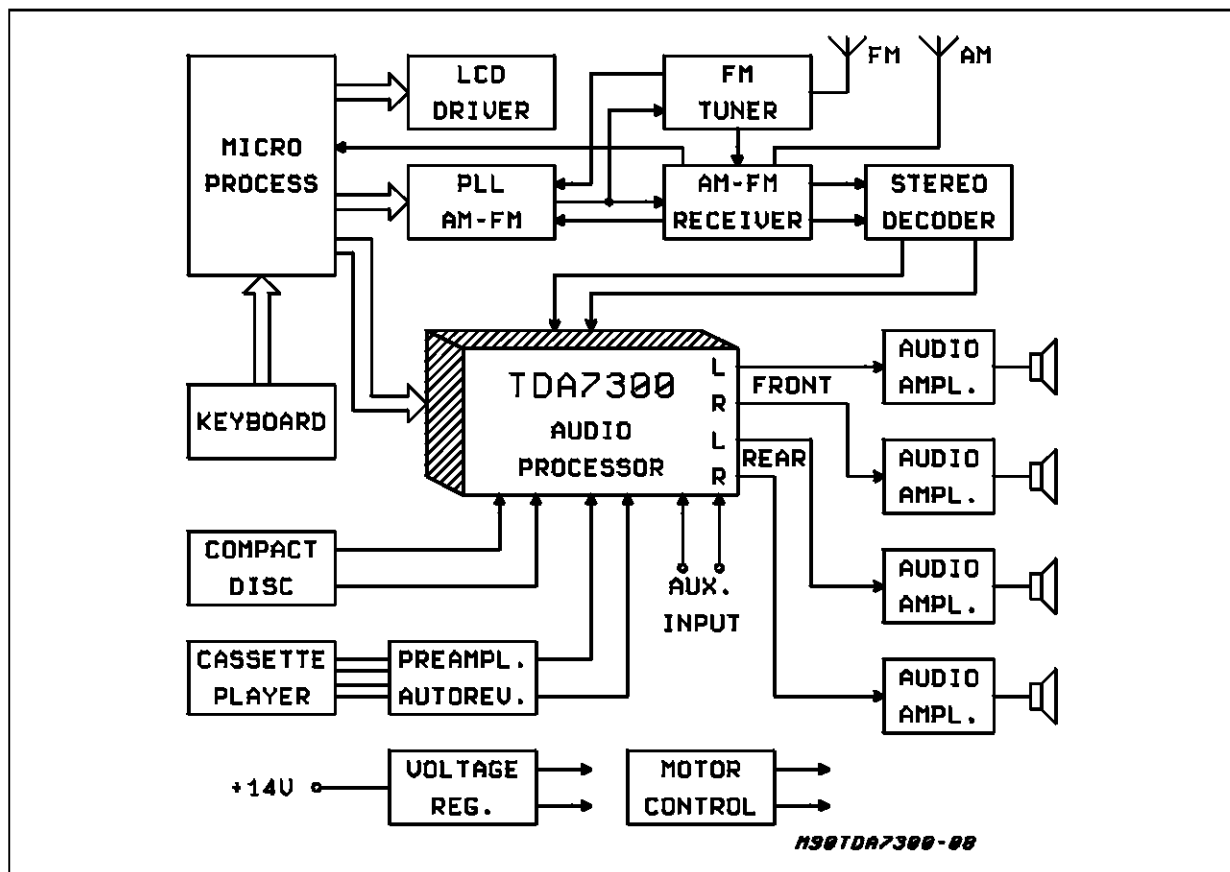 FM
AM
LCD
DRIVER
FM
TUNER
MICRO
PROCESS
PLL
AM-FM
AM-FM
RECEIVER
STEREO
DECODER
KEYBOARD
TDA7300
AUDIO
PROCESSOR
L
R
L
R
FRONT
REAR
AUDIO
AMPL.
AUDIO
AMPL.
AUDIO
AMPL.
AUDIO
AMPL.
COMPACT
DISC
AUX.
INPUT
CASSETTE
PLAYER
PREAMPL.
AUTOREV.
+14V
VOLTAGE
REG.
MOTOR
CONTROL
M90TDA7300-08